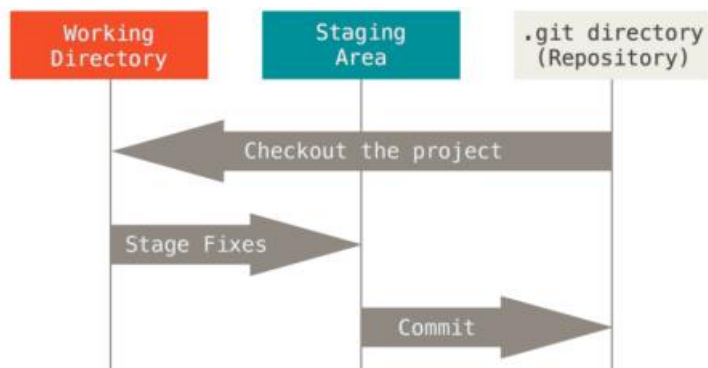 Working
Directory
Staging
Area
.git directory
(Repository)
Checkout the project
Stage Fixes
Commit